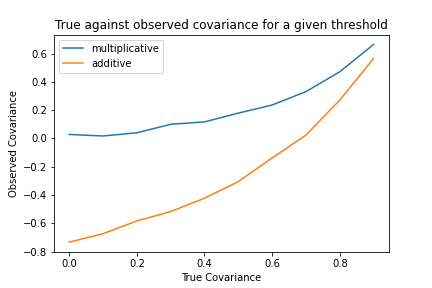 True against observed covariance for a given threshold
multiplicative
additive
Observed Covariance
0.6
0.4
0.2
0.0
−0.2
−0.4
−0.6
−0.8
0.0 0.2 0.4 0.6 0.8
True Covariance